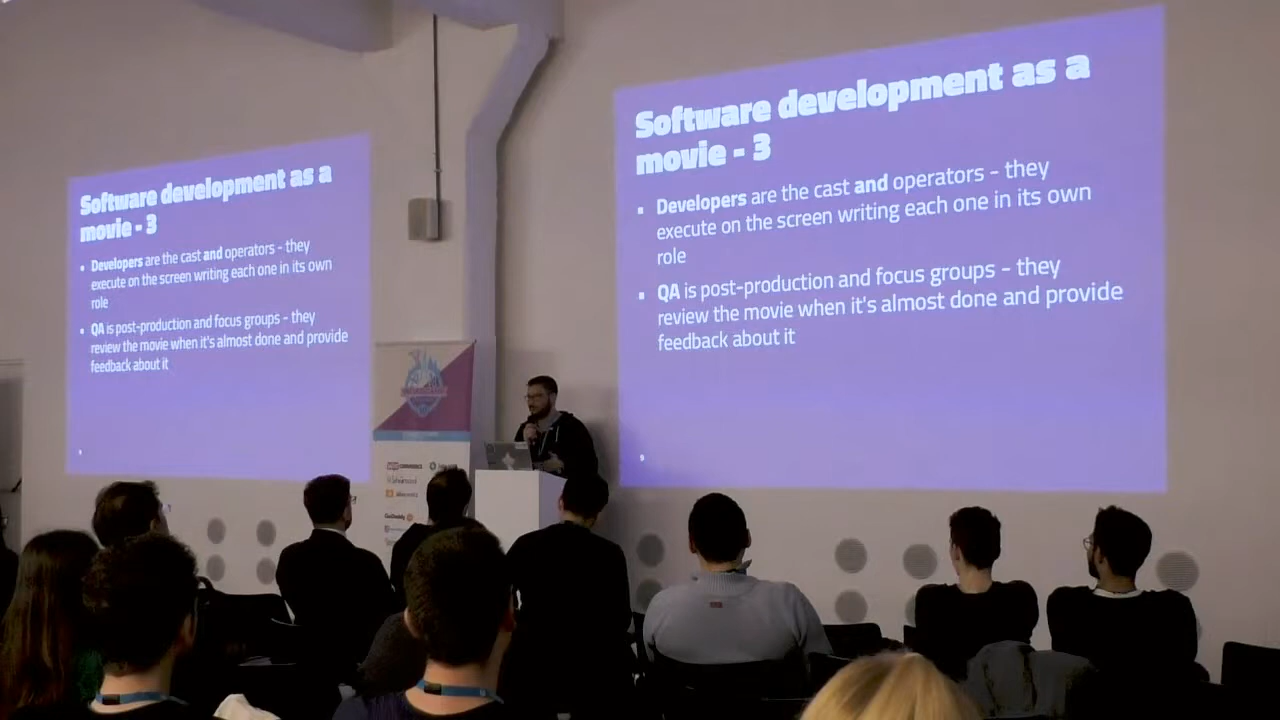 Software development as a
movie - 3
Developers are the cast and operators - they
execute on the screen writing each one in its own
role
QA is post-production and focus groups - they
review the movie when it's almost done and provide
feedback about it
9
Software development as a
movie - 3
Developers are the cast and operators - they
execute on the screen writing each one in its own
role
QA is post-production and focus groups - they
review the movie when it's almost done and provide
feedback about it
9
GoDaddy